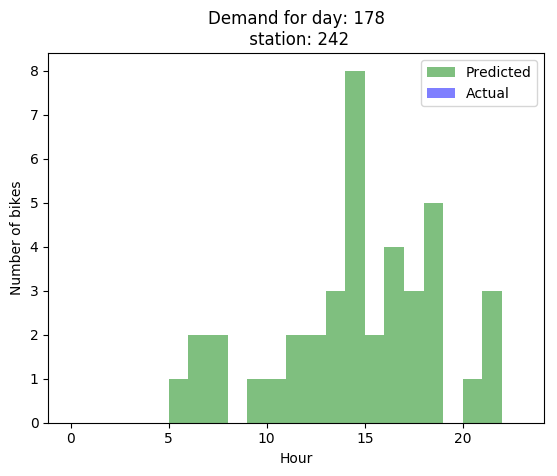 Demand for day: 178
station: 242
Predicted
Actual
Number of bikes
8
7
6
5
4
3
2
1
0
0 5 10 15 20
Hour